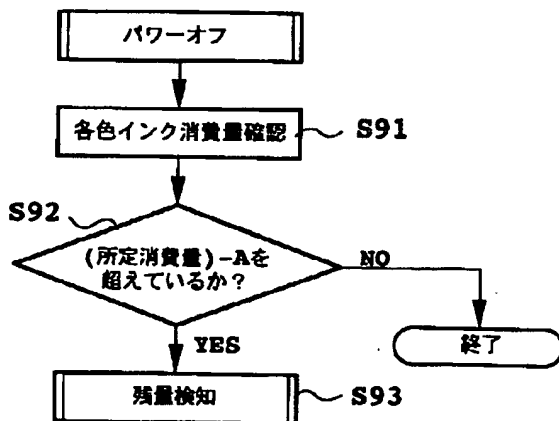 パワーオフ
各色インク消費量確認
S91
S92
(所定消費量)-Aを
超えているか？
NO
YES
終了
残量検知
S93